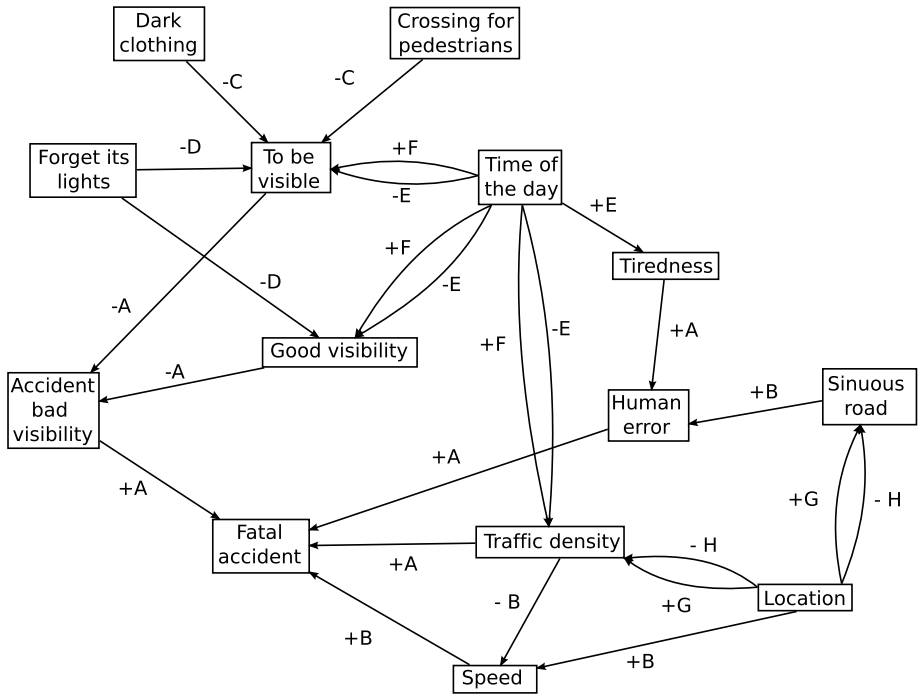 Dark
clothing
Crossing for
pedestrians
-C
-C
Forget its
lights
-D
To be
visible
+F
-E
Time of
the day
+E
Tiredness
+F
-E
-D
-A
+F
-E
+A
Good visibility
-A
Accident
bad
visibility
Human
error
+B
Sinuous
road
+A
+A
+G
- H
Fatal
accident
+A
Traffic density
- H
+G
Location
- B
+B
+B
Speed